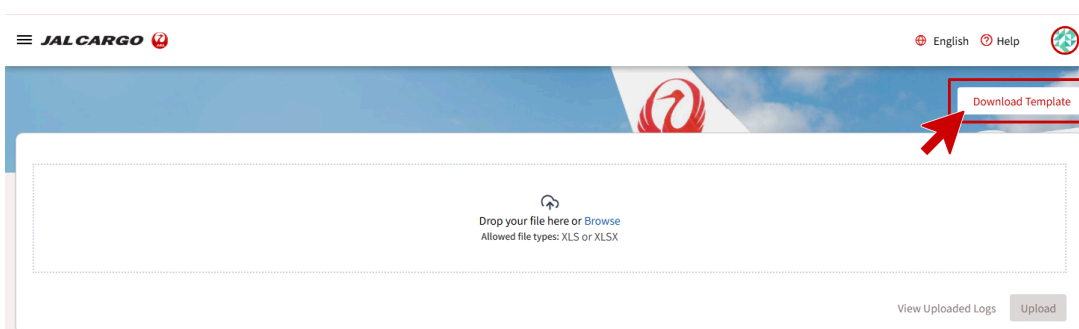 JAL CARGO
English
Help
Download Template
Drop your file here or Browse
Allowed file types: XLS or XLSX
View Uploaded Logs
Upload